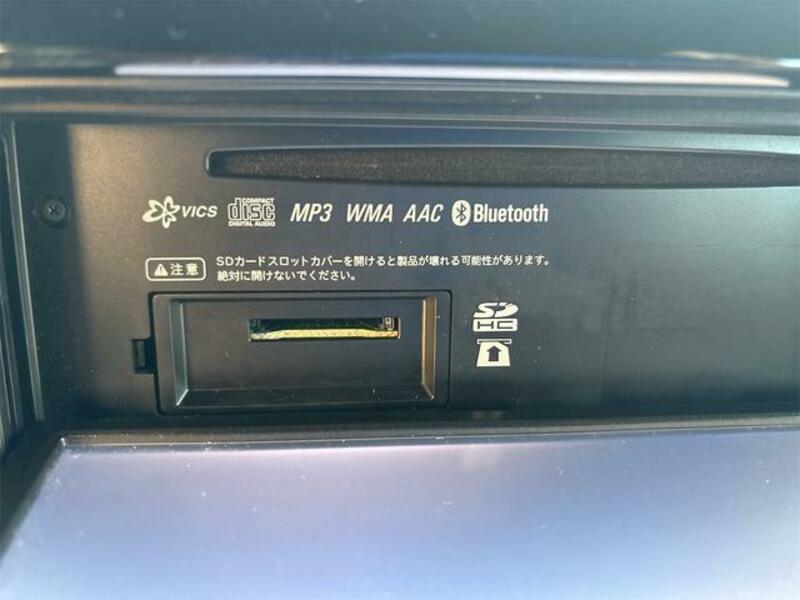 VICS COMPACT disc DIGITAL AUDIO MP3 WMA AAC Bluetooth
注意 SDカードスロットカバーを開けると製品が壊れる可能性があります。
絶対に開けないでください。
SD
HC